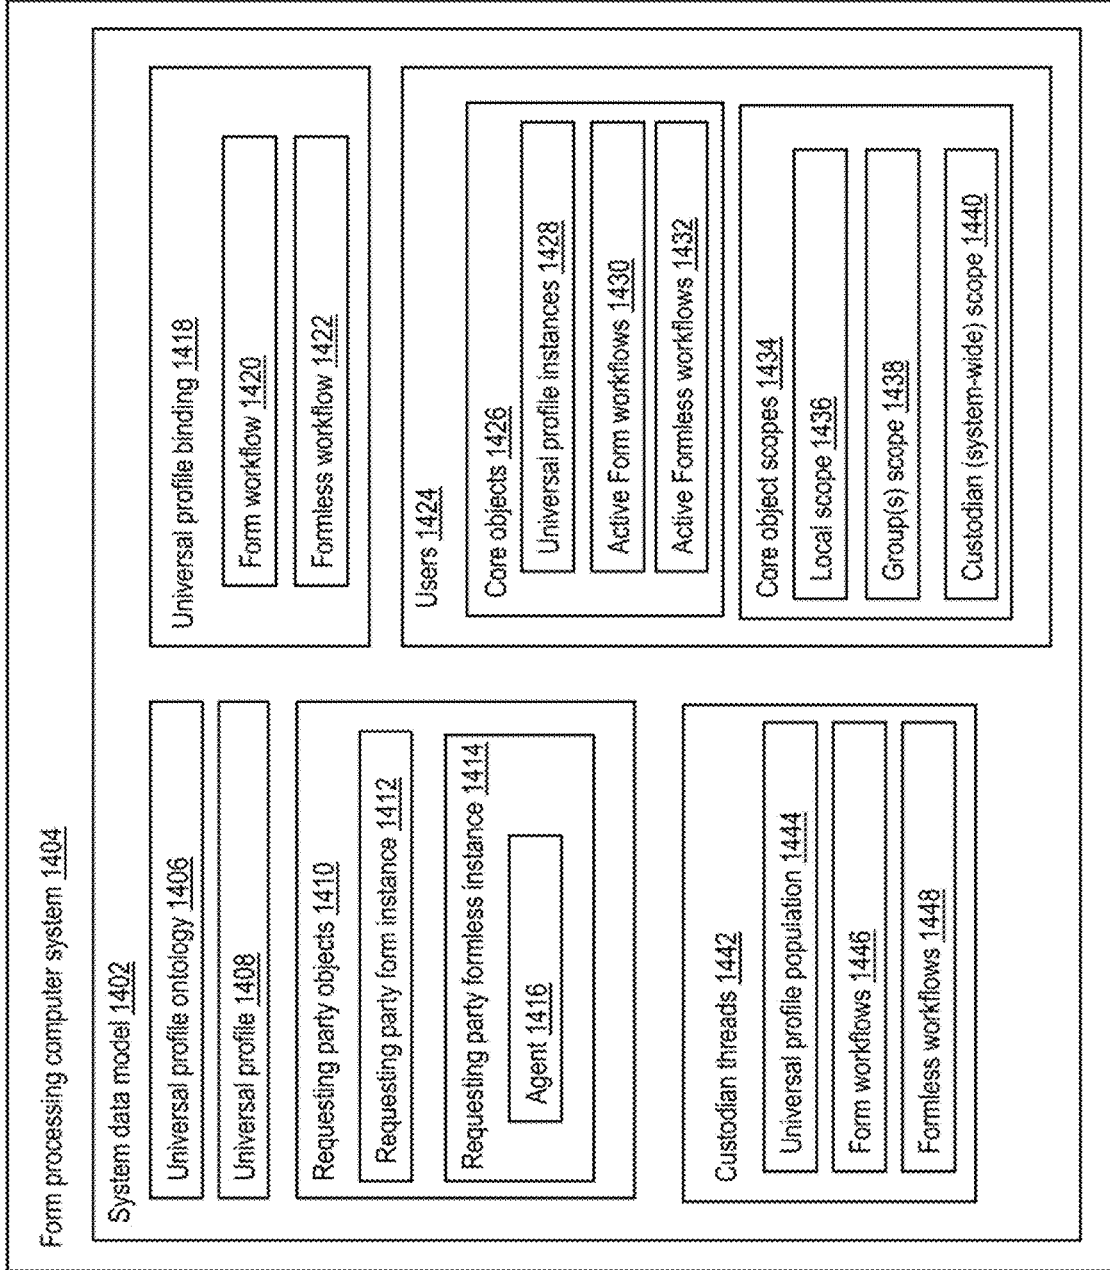 Form processing computer system 1404
System data model 1402
Universal profile ontology 1406
Universal profile 1408
Requesting party objects 1410
Requesting party form instance 1412
Requesting party formless instance 1414
Agent 1416
Custodian threads 1442
Universal profile population 1444
Form workflows 1446
Formless workflows 1448
Universal profile binding 1418
Form workflow 1420
Formless workflow 1422
Users 1424
Core objects 1426
Universal profile instances 1428
Active Form workflows 1430
Active Formless workflows 1432
Core object scopes 1434
Local scope 1436
Group(s) scope 1438
Custodian (system-wide) scope 1440